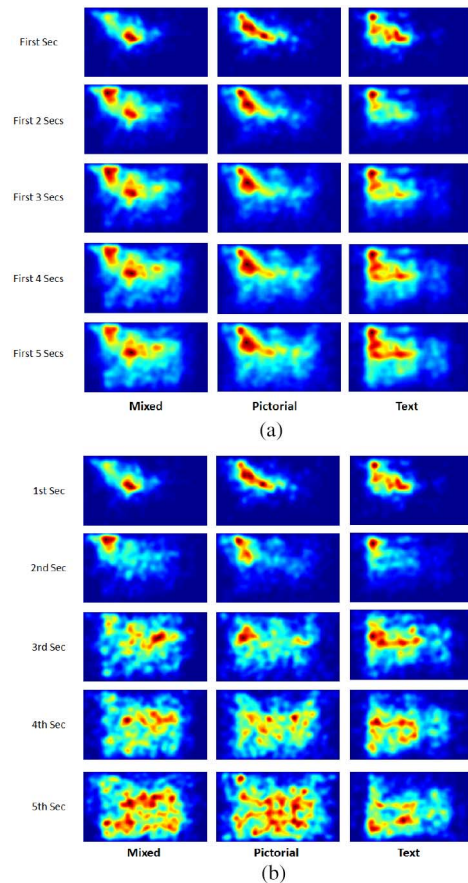 First Sec
First 2 Secs
First 3 Secs
First 4 Secs
First 5 Secs
Mixed Pictorial Text
(a)
1st Sec
2nd Sec
3rd Sec
4th Sec
5th Sec
Mixed Pictorial Text
(b)